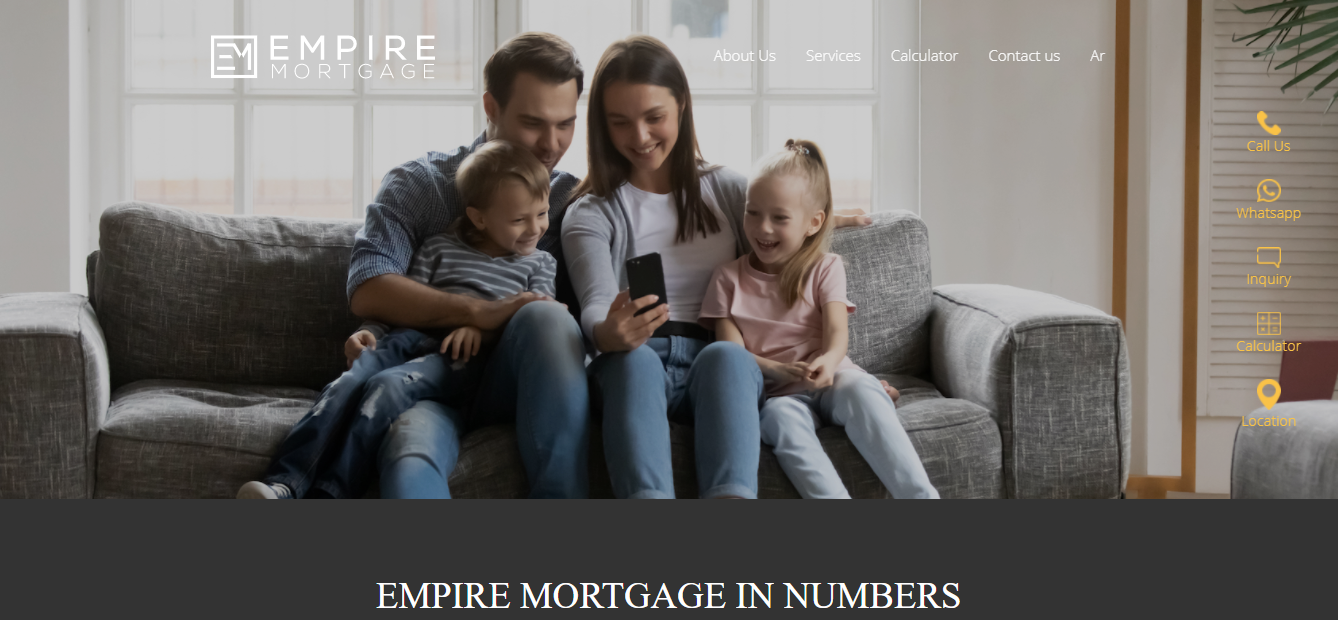 EM EMPIRE
MORTGAGE
About Us Services Calculator Contact us Ar
Call Us
Whatsapp
Inquiry
Calculator
Location
EMPIRE MORTGAGE IN NUMBERS